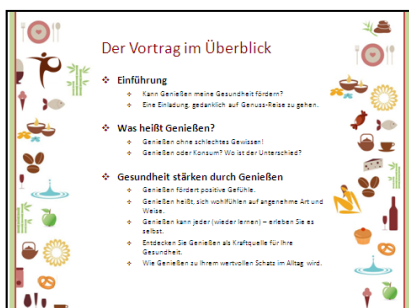 Der Vortrag im Überblick
❖ Einführung
❖ Kann Genießen meine Gesundheit fördern?
❖ Eine Einladung, gedanklich auf Genuss-Reise zu gehen.
❖ Was heißt Genießen?
❖ Genießen ohne schlechtes Gewissen!
❖ Genießen oder Konsum? Wo ist der Unterschied?
❖ Gesundheit stärken durch Genießen
❖ Genießen fördert positive Gefühle.
❖ Genießen heißt, sich wohlfühlen auf angenehme Art und
Weise.
❖ Genießen kann jeder (wieder lernen) – erleben Sie es
selbst.
❖ Entdecken Sie Genießen als Kraftquelle für Ihre
Gesundheit.
❖ Wie Genießen zu Ihrem wertvollen Schatz im Alltag wird.